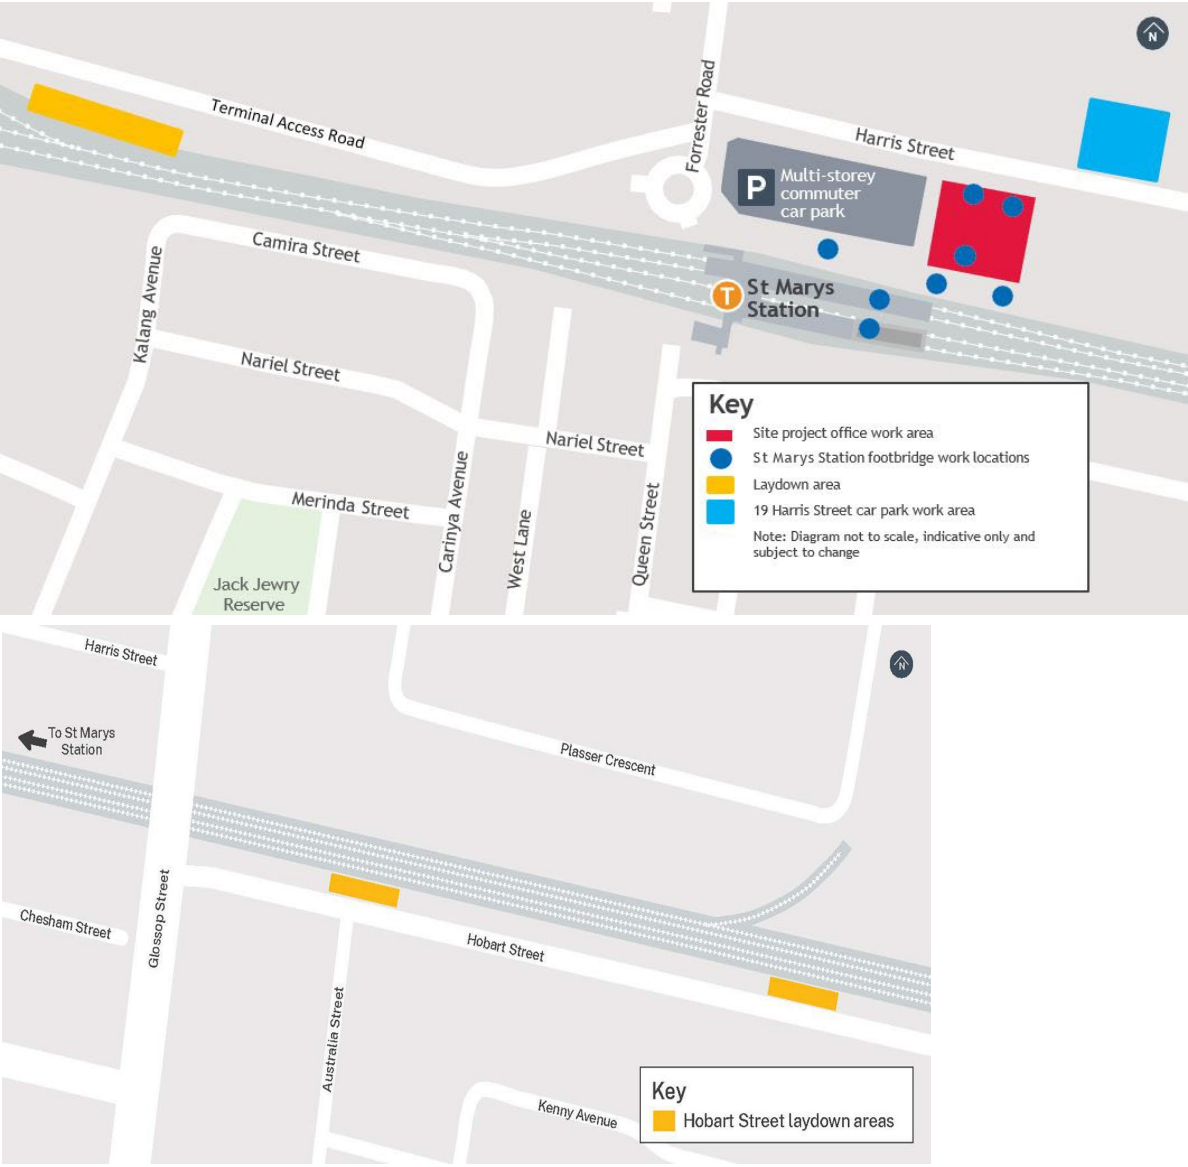 N
Terminal Access Road
Forrester Road
Harris Street
P
Multi-storey
commuter
car park
Camira Street
Kalang Avenue
T
St Marys
Station
Nariel Street
Nariel Street
Merinda Street
Carinya Avenue
West Lane
Queen Street
Jack Jewry
Reserve
Key
Site project office work area
St Marys Station footbridge work locations
Laydown area
19 Harris Street car park work area
Note: Diagram not to scale, indicative only and
subject to change
Harris Street
N
To St Marys
Station
Plasser Crescent
Glossop Street
Chesham Street
Hobart Street
Australia Street
Kenny Avenue
Key
Hobart Street laydown areas